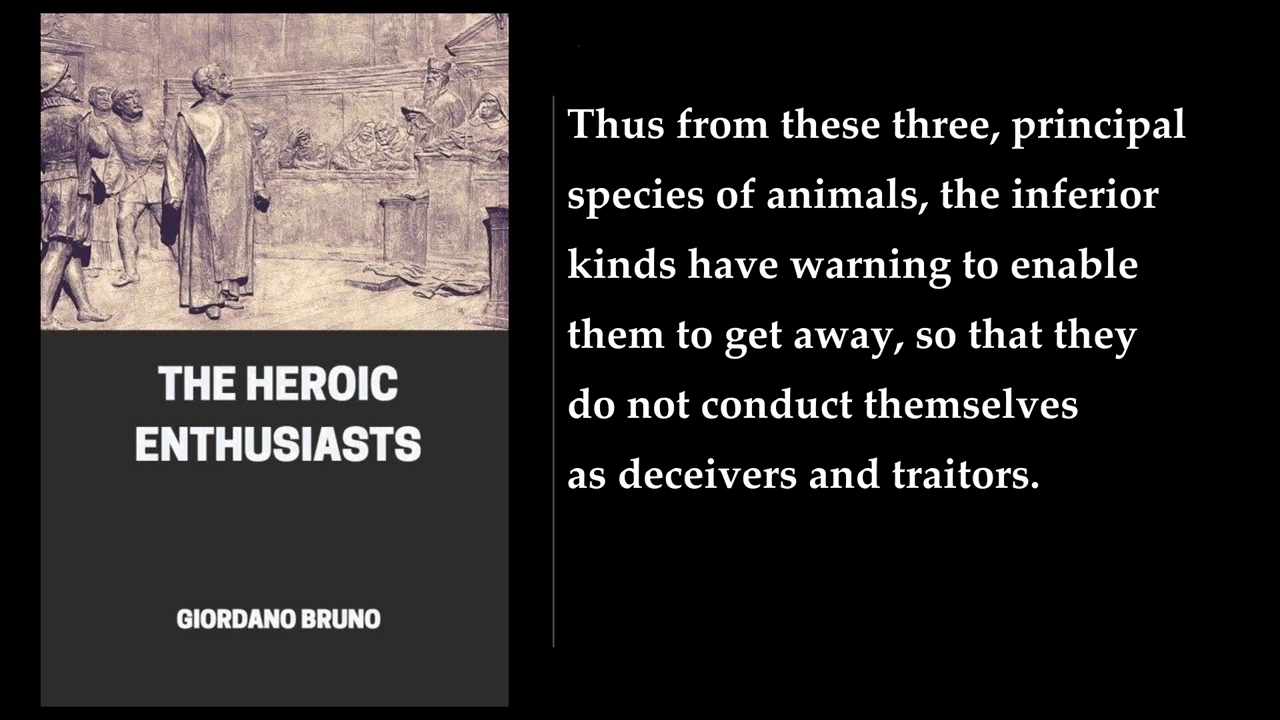 THE HEROIC
ENTHUSIASTS
GIORDANO BRUNO
Thus from these three, principal
species of animals, the inferior
kinds have warning to enable
them to get away, so that they
do not conduct themselves
as deceivers and traitors.